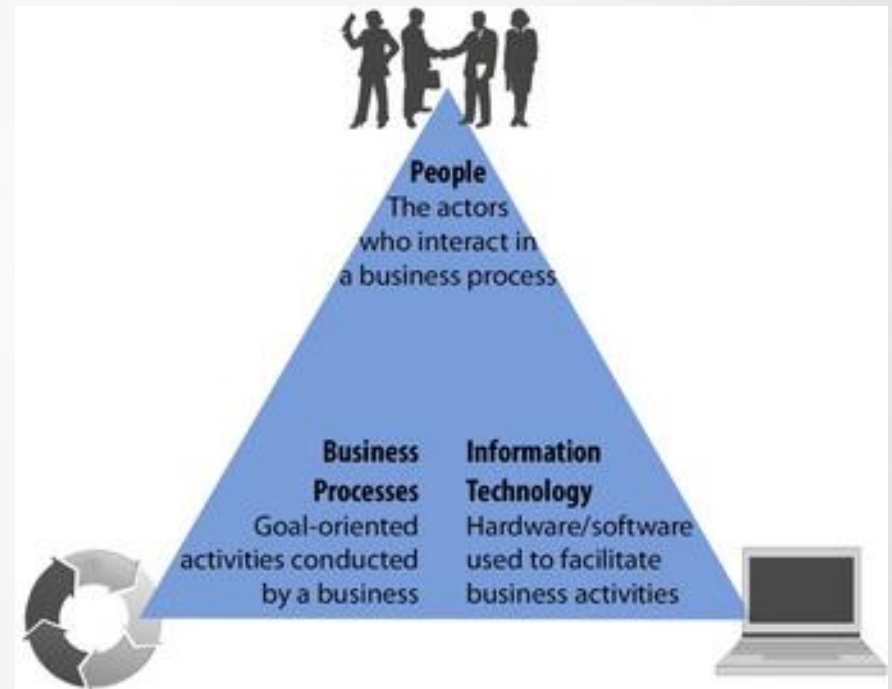 People
The actors
who interact in
a business process
Business
Processes
Goal-oriented
activities conducted
by a business
Information
Technology
Hardware/software
used to facilitate
business activities